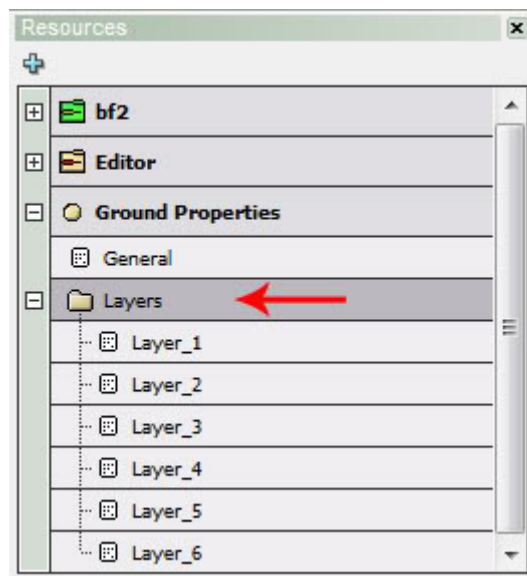 Resources
bf2
Editor
Ground Properties
General
Layers
Layer_1
Layer_2
Layer_3
Layer_4
Layer_5
Layer_6